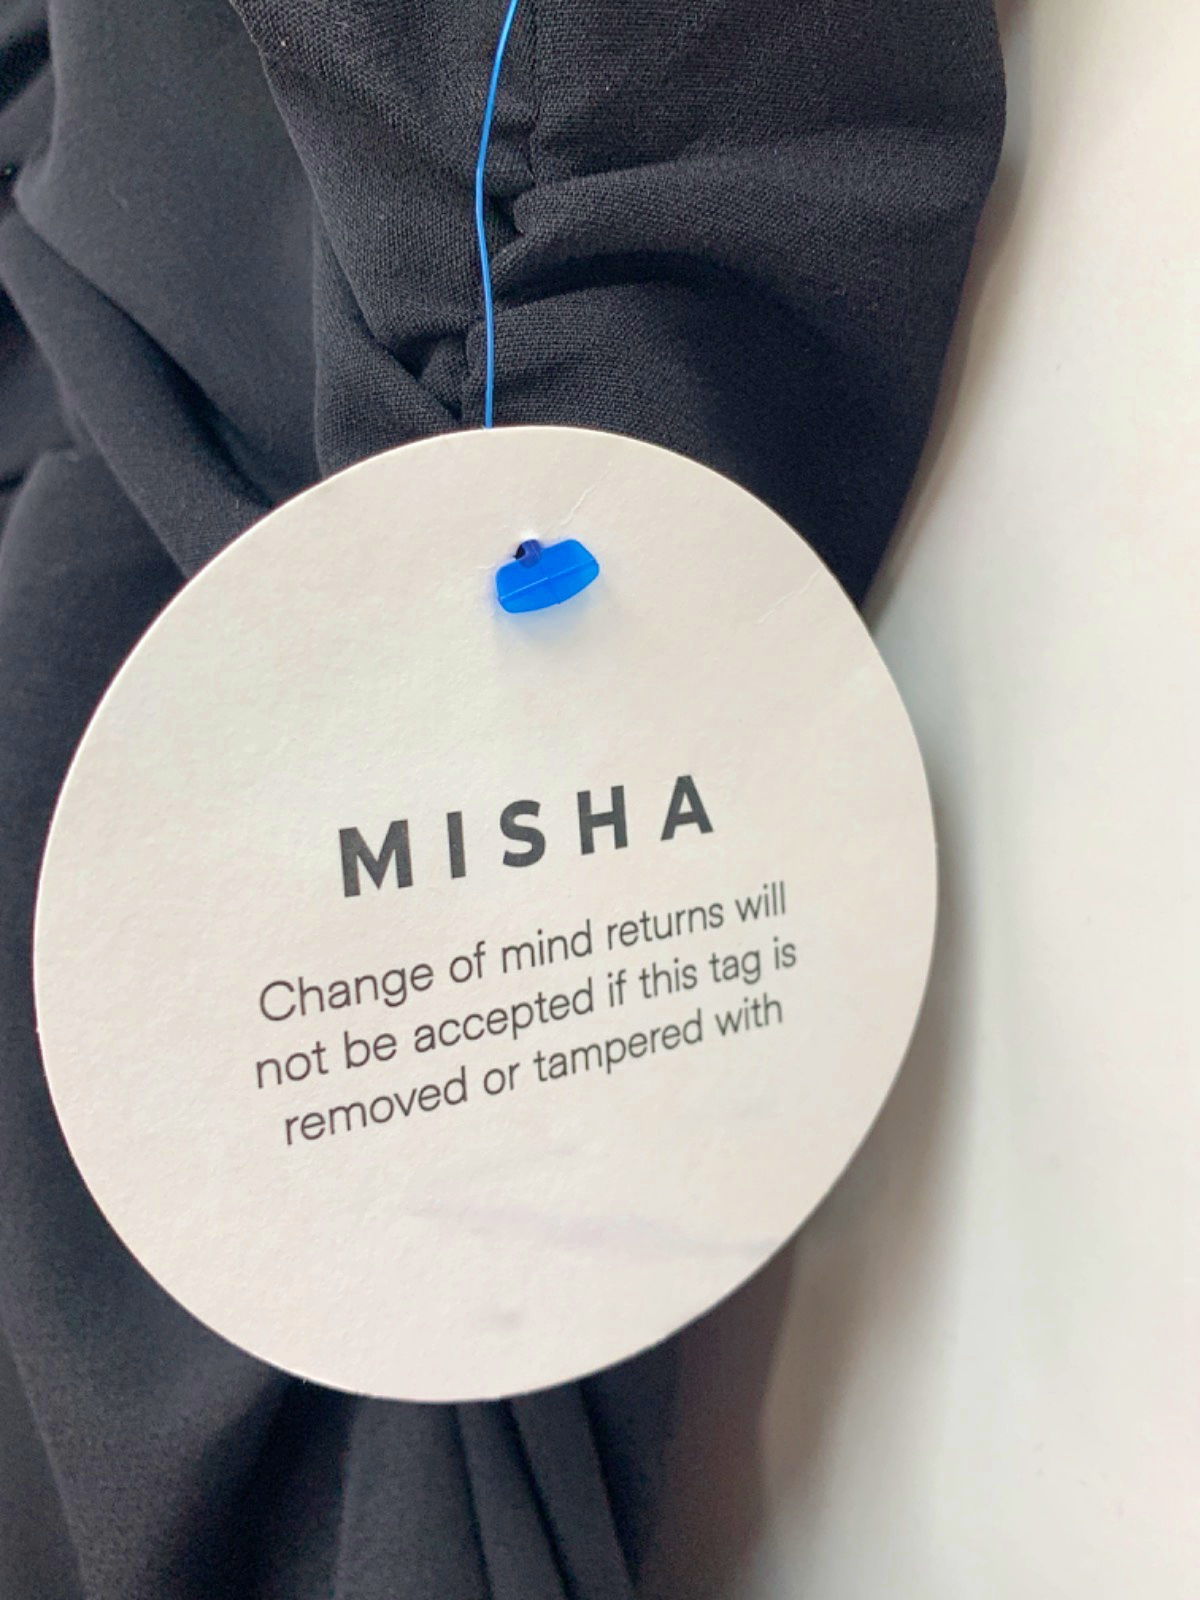 MISHA
Change of mind returns will
not be accepted if this tag is
removed or tampered with